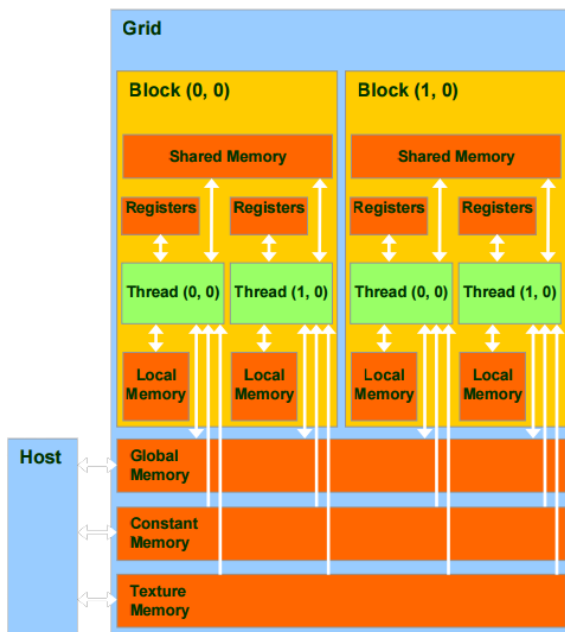 Grid
Block (0, 0)
Block (1, 0)
Shared Memory
Shared Memory
Registers
Registers
Registers
Registers
Thread (0, 0)
Thread (1, 0)
Thread (0, 0)
Thread (1, 0)
Local
Memory
Local
Memory
Local
Memory
Local
Memory
Host
Global
Memory
Constant
Memory
Texture
Memory